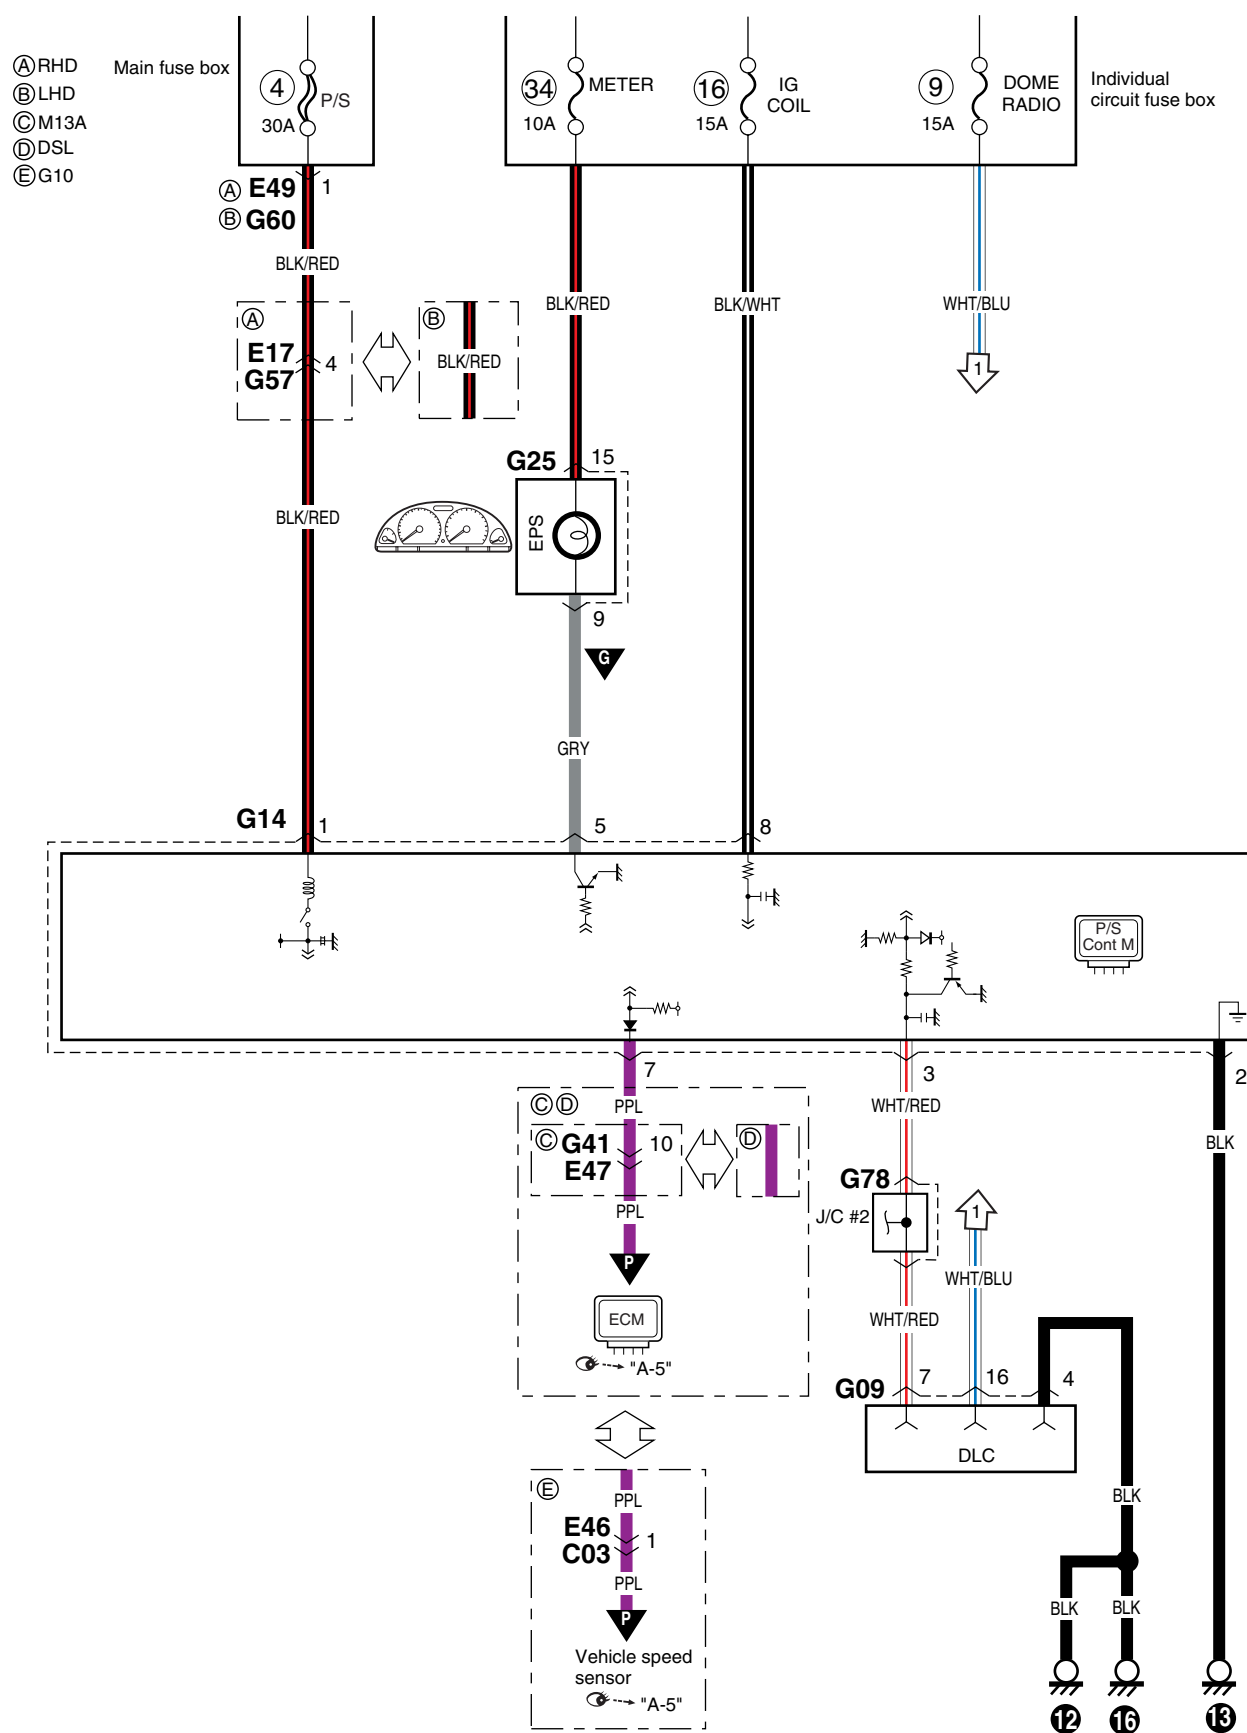 Ⓐ RHD
Ⓑ LHD
Ⓒ M13A
Ⓓ DSL
Ⓔ G10
Main fuse box
4
P/S
30A
34
METER
10A
16
IG
COIL
15A
9
DOME
RADIO
15A
Individual
circuit fuse box
Ⓐ E49 1
Ⓑ G60
BLK/RED
BLK/RED
BLK/WHT
WHT/BLU
Ⓐ
E17
G57
4
Ⓑ
BLK/RED
1
G25 15
BLK/RED
EPS
9
G
GRY
G14 1
5
8
P/S
Cont M
7
3
2
Ⓒ Ⓓ
PPL
WHT/RED
BLK
Ⓒ G41
E47
10
Ⓓ
G78
PPL
J/C #2
1
P
WHT/BLU
ECM
WHT/RED
"A-5"
G09 7
16
4
DLC
Ⓔ
PPL
BLK
E46
C03
1
PPL
BLK
BLK
P
Vehicle speed
sensor
"A-5"
12
16
13